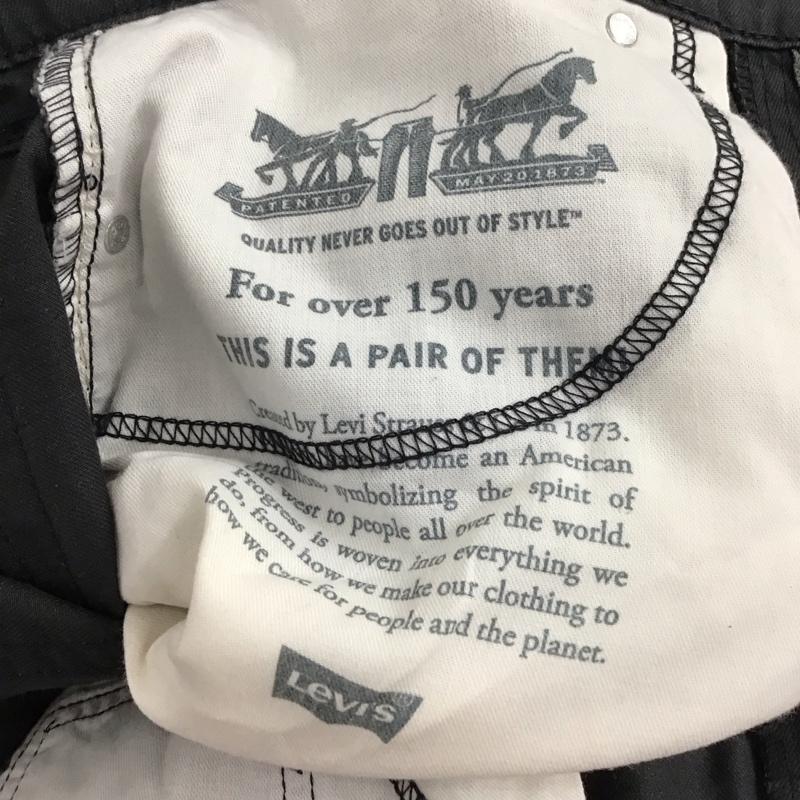 PATENTED
MAY 20 1873
QUALITY NEVER GOES OUT OF STYLE™
For over 150 years
THIS IS A PAIR OF THEM
Created by Levi Strauss in 1873.
become an American
tradition, symbolizing the spirit of
the west to people all over the world.
progress is woven into everything we
do, from how we make our clothing to
how we care for people and the planet.
Levi's®